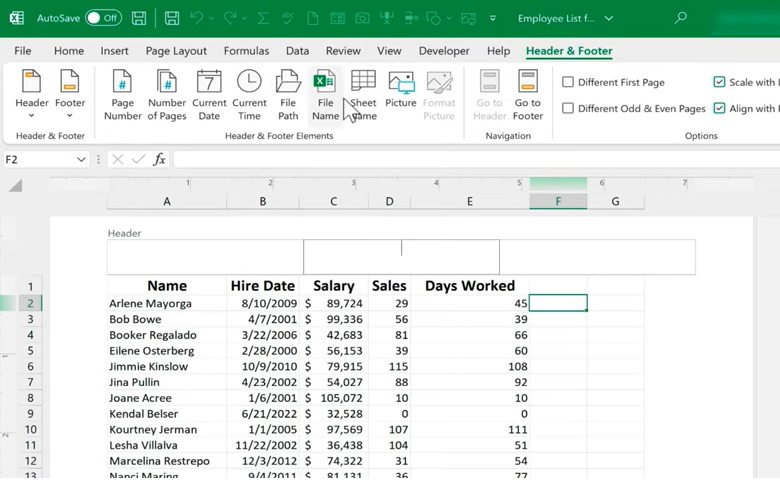 AutoSave Off Employee List f...
File Home Insert Page Layout Formulas Data Review View Developer Help Header & Footer
Header Footer Page Number Number of Pages Current Date Current Time File Path File Name Sheet Name Picture Format Picture Go to Header Go to Footer Different First Page Scale with
Different Odd & Even Pages Align with
Header & Footer Header & Footer Elements Navigation Options
F2 fx
1 2 3 4 5 6 7
A B C D E F G
Header
1 Name Hire Date Salary Sales Days Worked
2 Arlene Mayorga 8/10/2009 $ 89,724 29 45
3 Bob Bowe 4/7/2001 $ 99,336 56 39
4 Booker Regalado 3/22/2006 $ 42,683 81 66
5 Eilene Osterberg 2/28/2000 $ 56,153 39 60
6 Jimmie Kinslow 10/9/2010 $ 79,915 115 108
7 Jina Pullin 4/23/2002 $ 54,027 88 92
8 Joane Acree 1/6/2001 $ 105,072 10 10
9 Kendal Belser 6/21/2022 $ 32,528 0 0
10 Kourtney Jerman 1/1/2005 $ 97,569 107 111
11 Lesha Villalva 11/22/2002 $ 36,438 104 51
12 Marcelina Restrepo 12/3/2012 $ 74,322 31 54
13 Nanci Maring 9/4/2011 $ 81,131 36 77